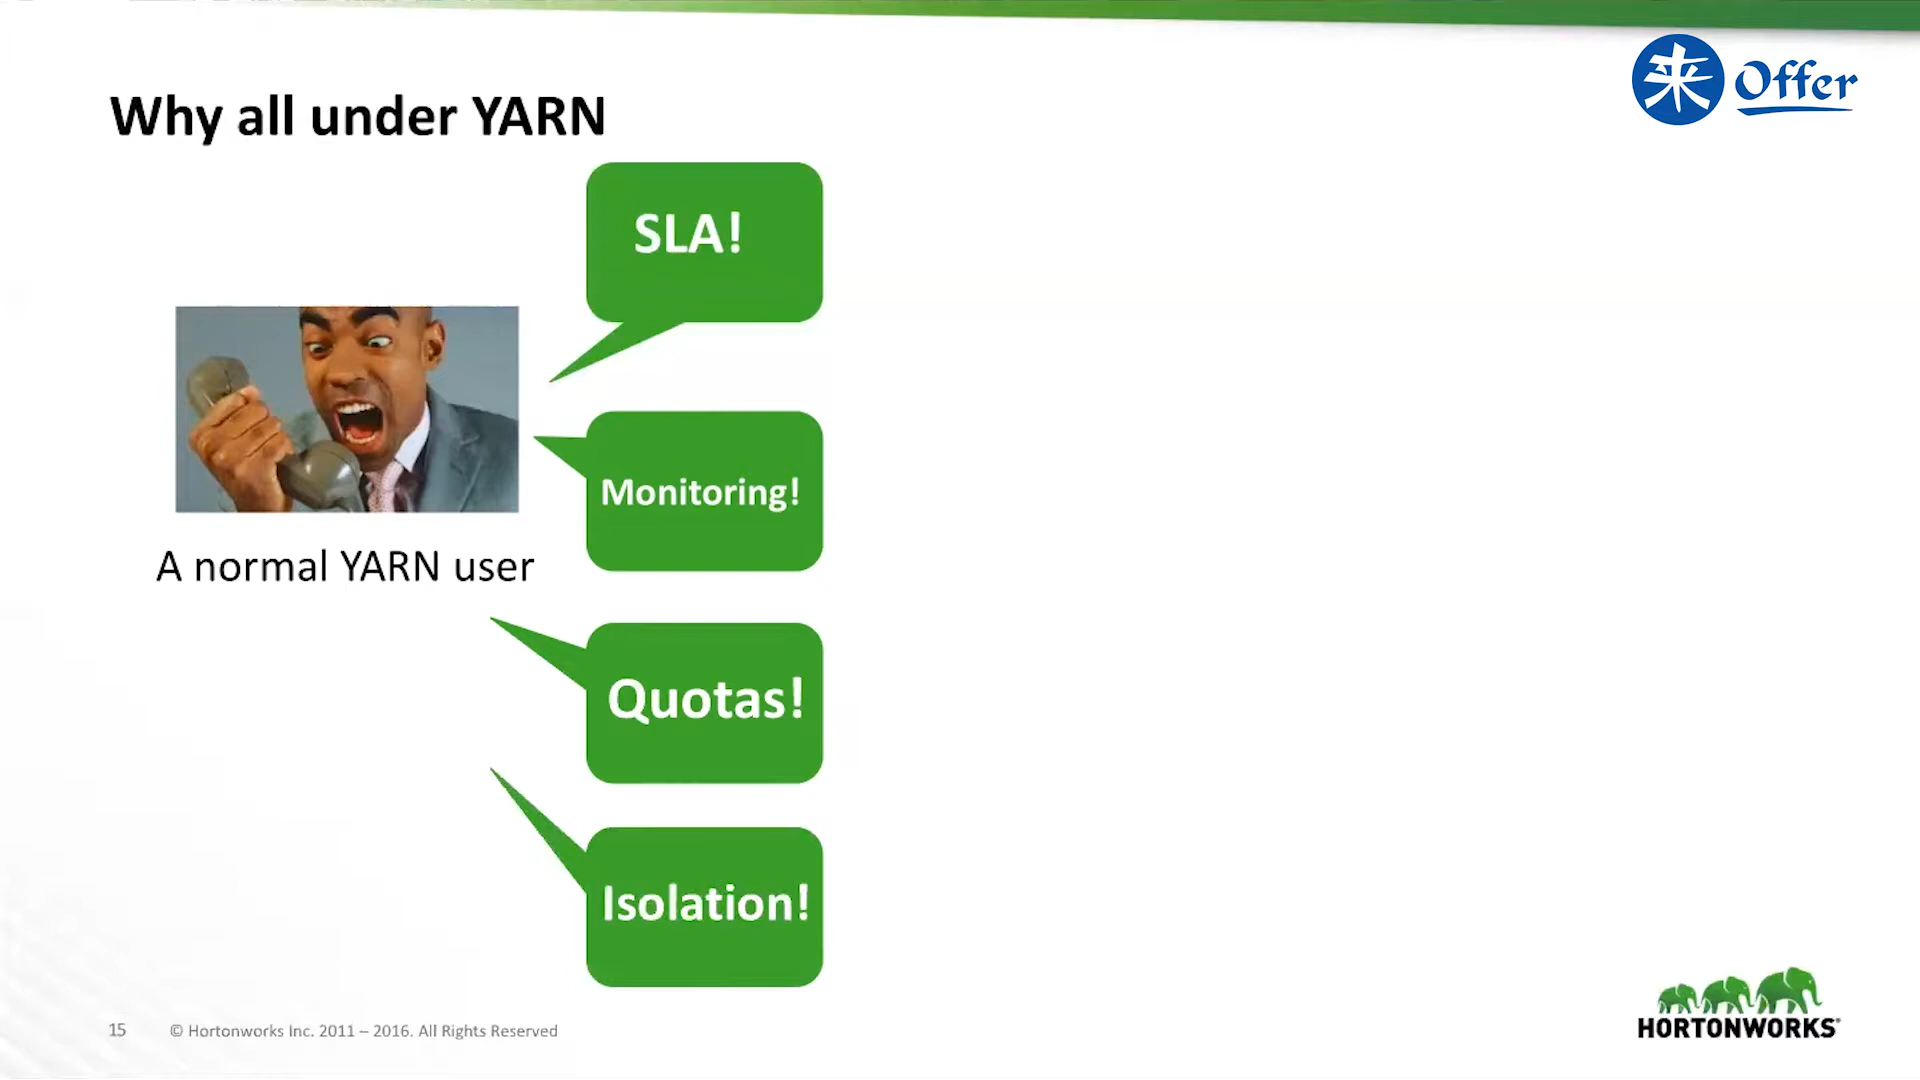 来 Offer
Why all under YARN
SLA!
Monitoring!
A normal YARN user
Quotas!
Isolation!
15 © Hortonworks Inc. 2011 – 2016. All Rights Reserved
HORTONWORKS®